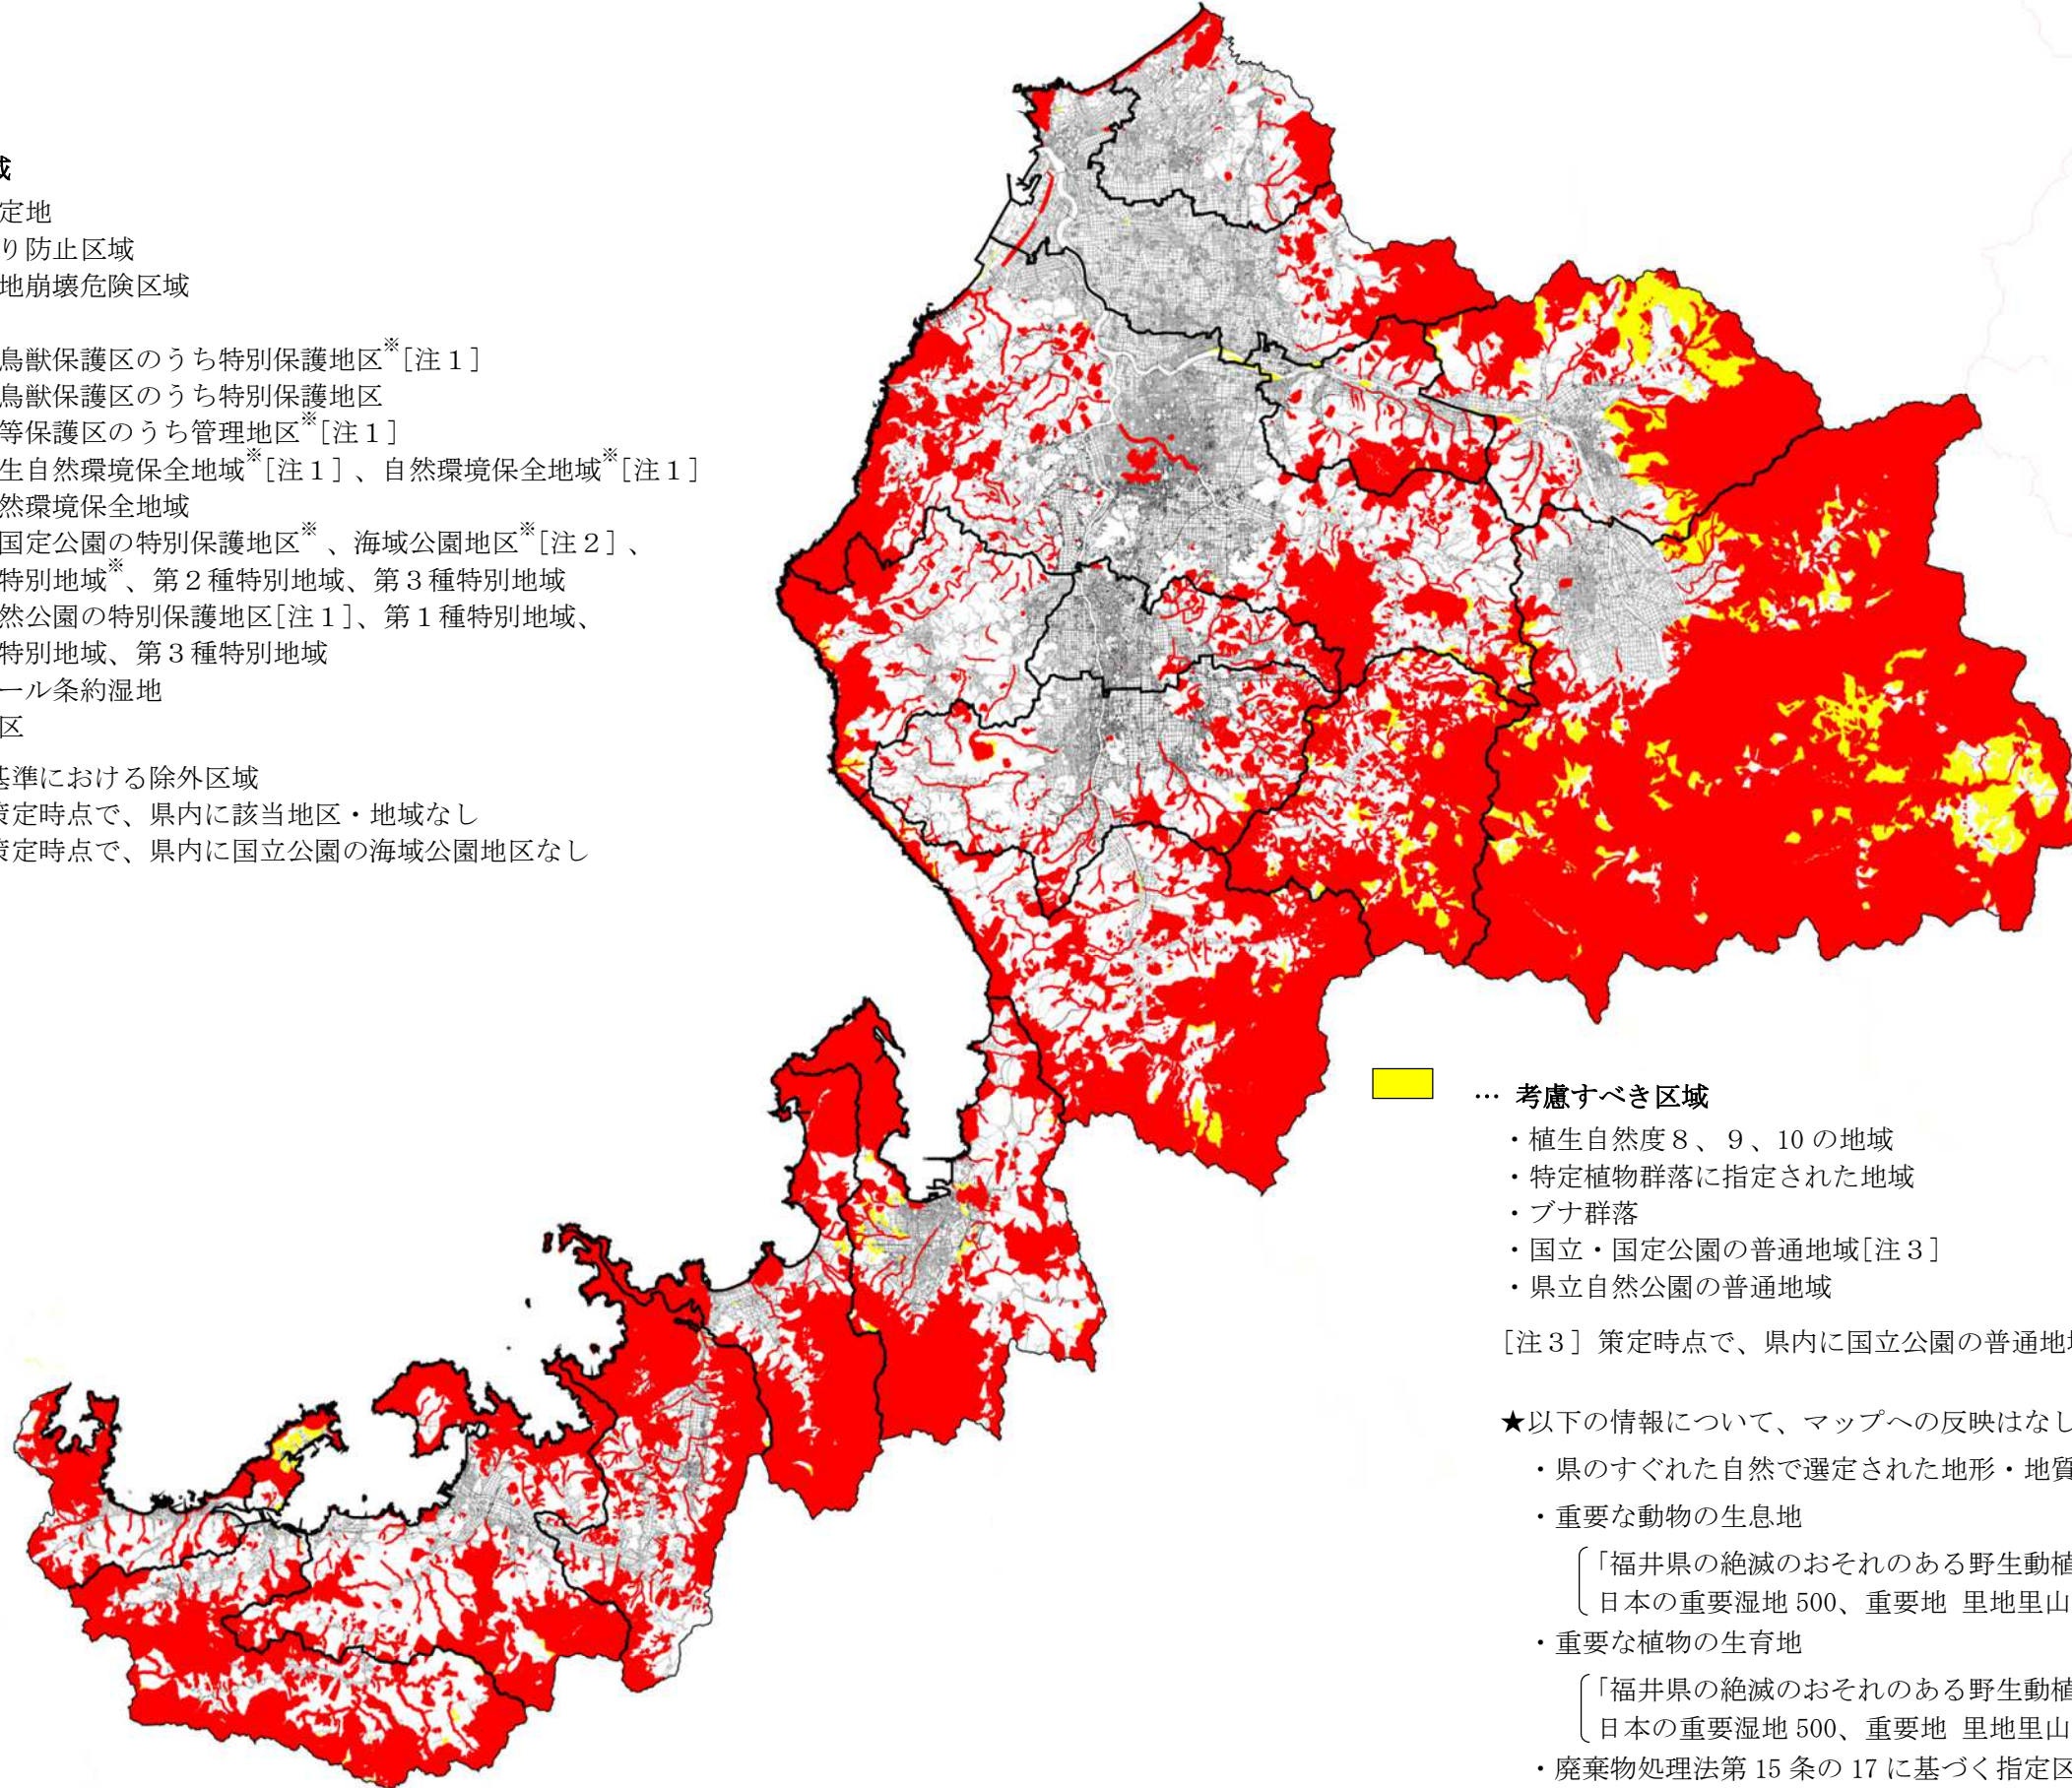 域
定地
り防止区域
地崩壊危険区域
鳥獣保護区のうち特別保護地区※[注１]
鳥獣保護区のうち特別保護地区
等保護区のうち管理地区※[注１]
生自然環境保全地域※[注１]、自然環境保全地域※[注１]
然環境保全地域
国定公園の特別保護地区※、海域公園地区※[注２]、
特別地域※、第２種特別地域、第３種特別地域
然公園の特別保護地区[注１]、第１種特別地域、
特別地域、第３種特別地域
ール条約湿地
区
基準における除外区域
策定時点で、県内に該当地区・地域なし
策定時点で、県内に国立公園の海域公園地区なし
… 考慮すべき区域
・植生自然度８、９、10 の地域
・特定植物群落に指定された地域
・ブナ群落
・国立・国定公園の普通地域[注３]
・県立自然公園の普通地域
[注３] 策定時点で、県内に国立公園の普通地域
★以下の情報について、マップへの反映はなし
・県のすぐれた自然で選定された地形・地質
・重要な動物の生息地
「福井県の絶滅のおそれのある野生動植
日本の重要湿地 500、重要地 里地里山
・重要な植物の生育地
「福井県の絶滅のおそれのある野生動植
日本の重要湿地 500、重要地 里地里山
・廃棄物処理法第 15 条の 17 に基づく指定区